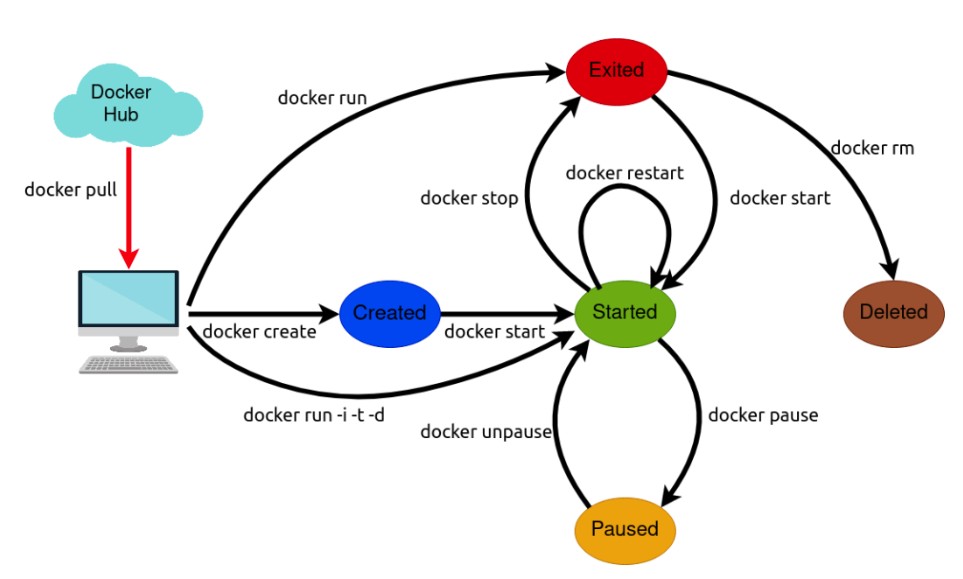 Docker
Hub
docker pull
docker run
Exited
docker rm
docker restart
docker stop
docker start
Created
Started
Deleted
docker create
docker start
docker run -i -t -d
docker unpause
docker pause
Paused